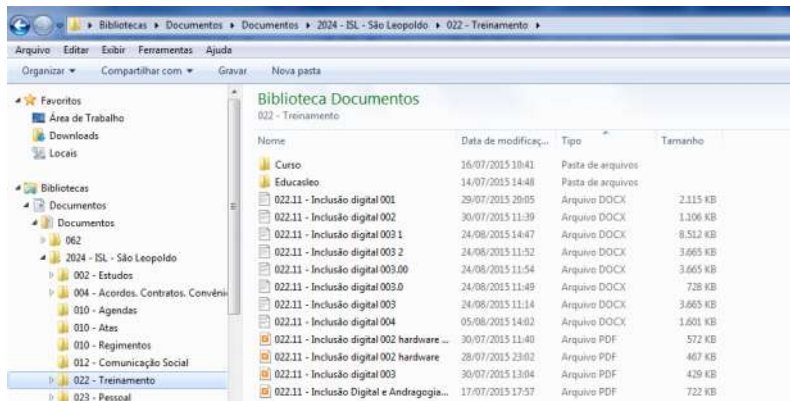 Bibliotecas ▸ Documentos ▸ Documentos ▸ 2024 - ISL - São Leopoldo ▸ 022 - Treinamento ▸
Arquivo Editar Exibir Ferramentas Ajuda
Organizar Compartilhar com Gravar Nova pasta
Favoritos
Área de Trabalho
Downloads
Locais
Bibliotecas
Documentos
Documentos
062
2024 - ISL - São Leopoldo
002 - Estudos
004 - Acordos. Contratos. Convêni
010 - Agendas
010 - Atas
010 - Regimentos
012 - Comunicação Social
022 - Treinamento
023 - Pessoal
Biblioteca Documentos
022 - Treinamento
Nome Data de modificaç... Tipo Tamanho
Curso 16/07/2015 10:41 Pasta de arquivos
Educasleo 14/07/2015 14:48 Pasta de arquivos
022.11 - Inclusão digital 001 29/07/2015 20:05 Arquivo DOCX 2.115 KB
022.11 - Inclusão digital 002 30/07/2015 11:39 Arquivo DOCX 1.106 KB
022.11 - Inclusão digital 003 1 24/08/2015 14:47 Arquivo DOCX 8.512 KB
022.11 - Inclusão digital 003 2 24/08/2015 11:52 Arquivo DOCX 3.665 KB
022.11 - Inclusão digital 003.00 24/08/2015 11:54 Arquivo DOCX 3.665 KB
022.11 - Inclusão digital 003.0 24/08/2015 11:49 Arquivo DOCX 728 KB
022.11 - Inclusão digital 003 24/08/2015 11:14 Arquivo DOCX 3.665 KB
022.11 - Inclusão digital 004 05/08/2015 14:02 Arquivo DOCX 1.601 KB
022.11 - Inclusão digital 002 hardware ... 30/07/2015 11:40 Arquivo PDF 572 KB
022.11 - Inclusão digital 002 hardware 28/07/2015 23:02 Arquivo PDF 467 KB
022.11 - Inclusão digital 003 30/07/2015 13:04 Arquivo PDF 429 KB
022.11 - Inclusão Digital e Andragogia... 17/07/2015 17:57 Arquivo PDF 722 KB